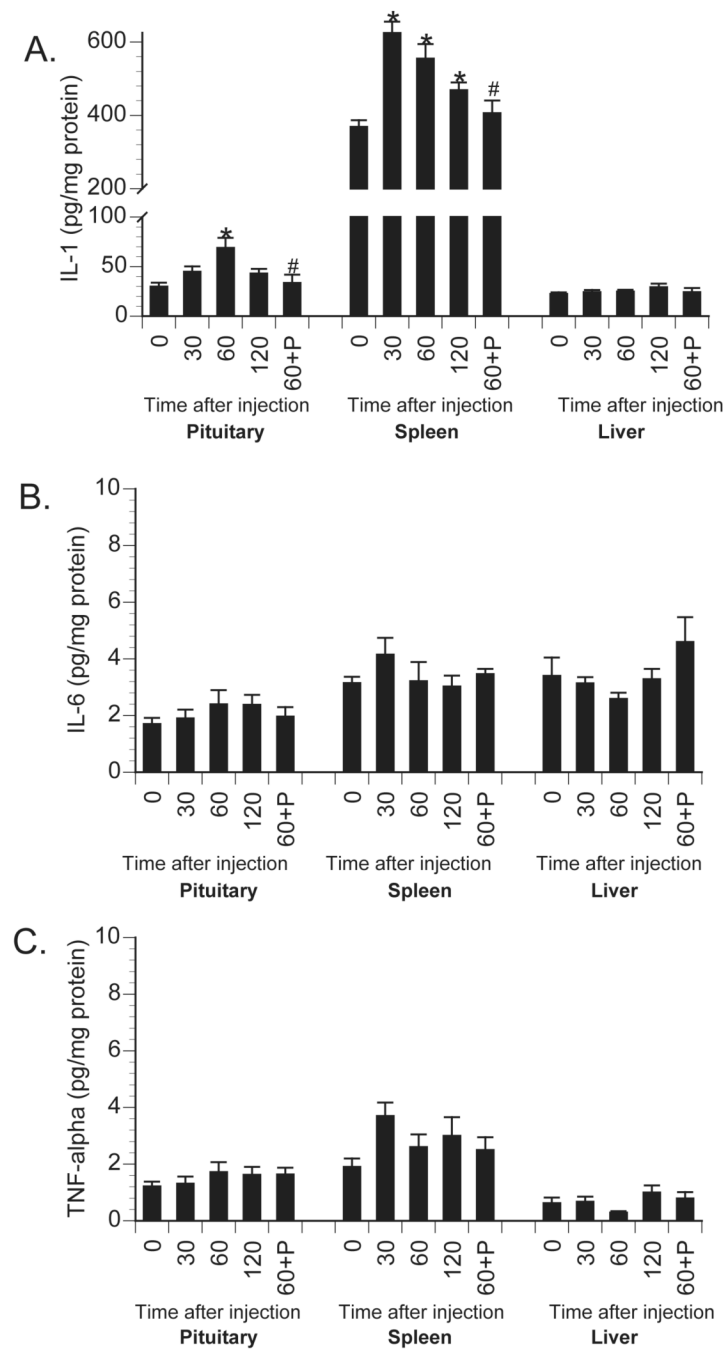 A.
IL-1 (pg/mg protein)
600
400
200
100
50
0
* * * * # #
0 30 60 120 60+P 0 30 60 120 60+P 0 30 60 120 60+P
Time after injection Time after injection Time after injection
Pituitary Spleen Liver
B.
IL-6 (pg/mg protein)
10
8
6
4
2
0
0 30 60 120 60+P 0 30 60 120 60+P 0 30 60 120 60+P
Time after injection Time after injection Time after injection
Pituitary Spleen Liver
C.
TNF-alpha (pg/mg protein)
10
8
6
4
2
0
0 30 60 120 60+P 0 30 60 120 60+P 0 30 60 120 60+P
Time after injection Time after injection Time after injection
Pituitary Spleen Liver